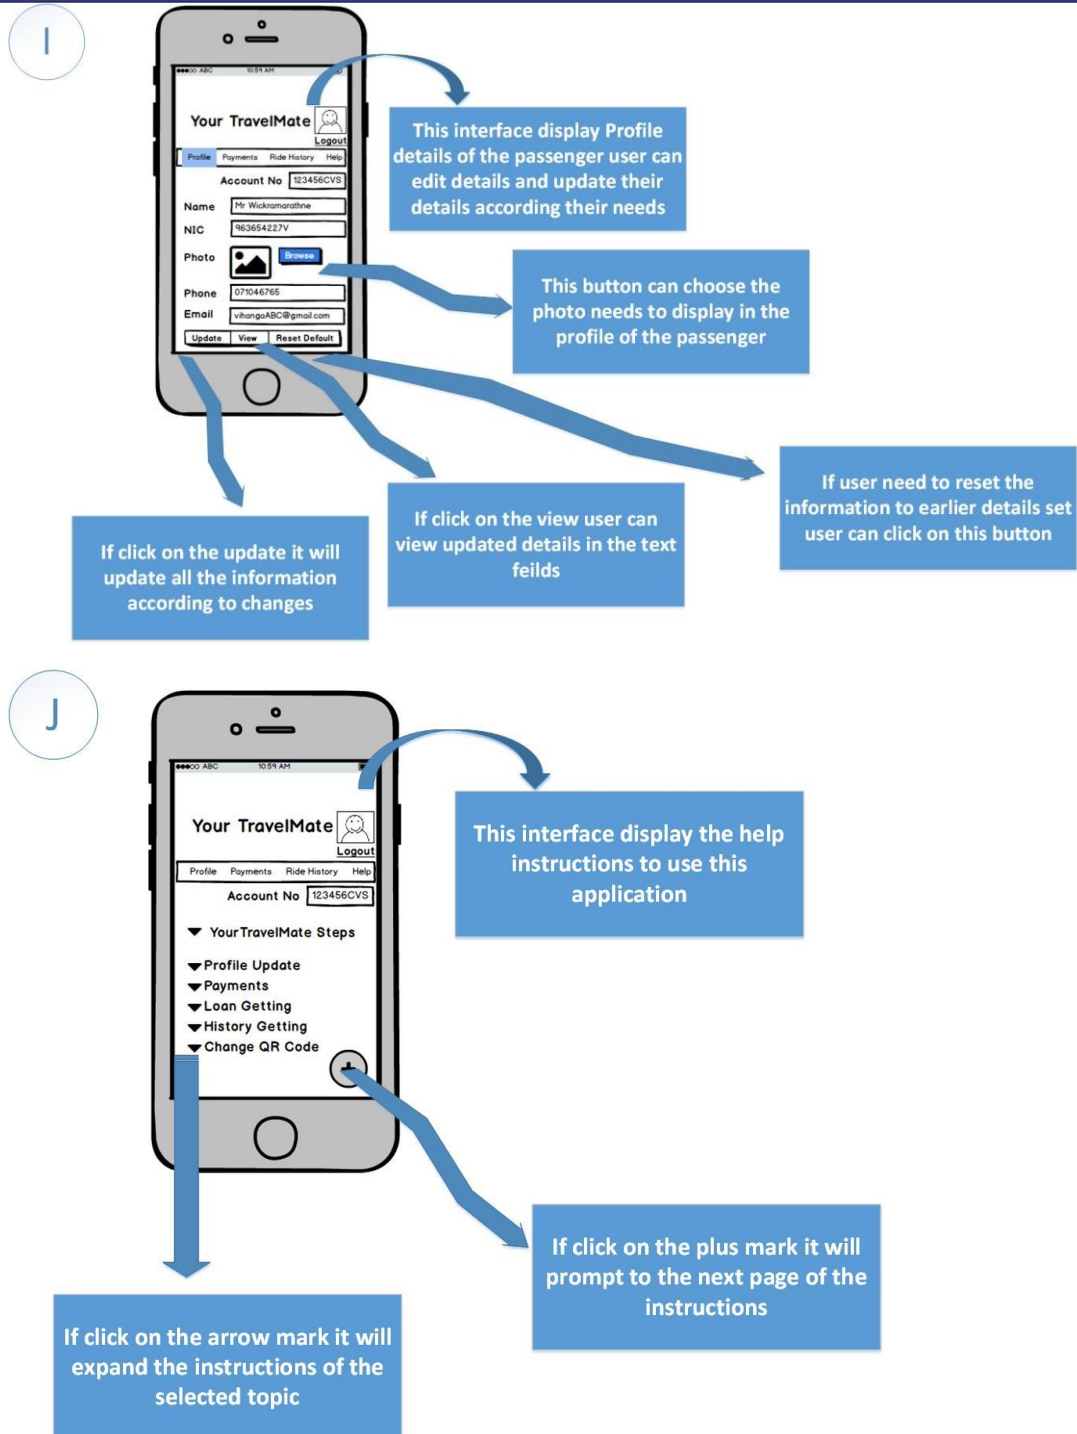 I
ABC 10:59 AM
Your TravelMate
Logout
Profile Payments Ride History Help
Account No 123456CVS
Name Mr Wickramarathne
NIC 963654227V
Photo Browse
Phone 071046765
Email vihangaABC@gmail.com
Update View Reset Default
This interface display Profile
details of the passenger user can
edit details and update their
details according their needs
This button can choose the
photo needs to display in the
profile of the passenger
If user need to reset the
information to earlier details set
user can click on this button
If click on the view user can
view updated details in the text
feilds
If click on the update it will
update all the information
according to changes
J
ABC 10:59 AM
Your TravelMate
Logout
Profile Payments Ride History Help
Account No 123456CVS
YourTravelMate Steps
Profile Update
Payments
Loan Getting
History Getting
Change QR Code
+
This interface display the help
instructions to use this
application
If click on the plus mark it will
prompt to the next page of the
instructions
If click on the arrow mark it will
expand the instructions of the
selected topic